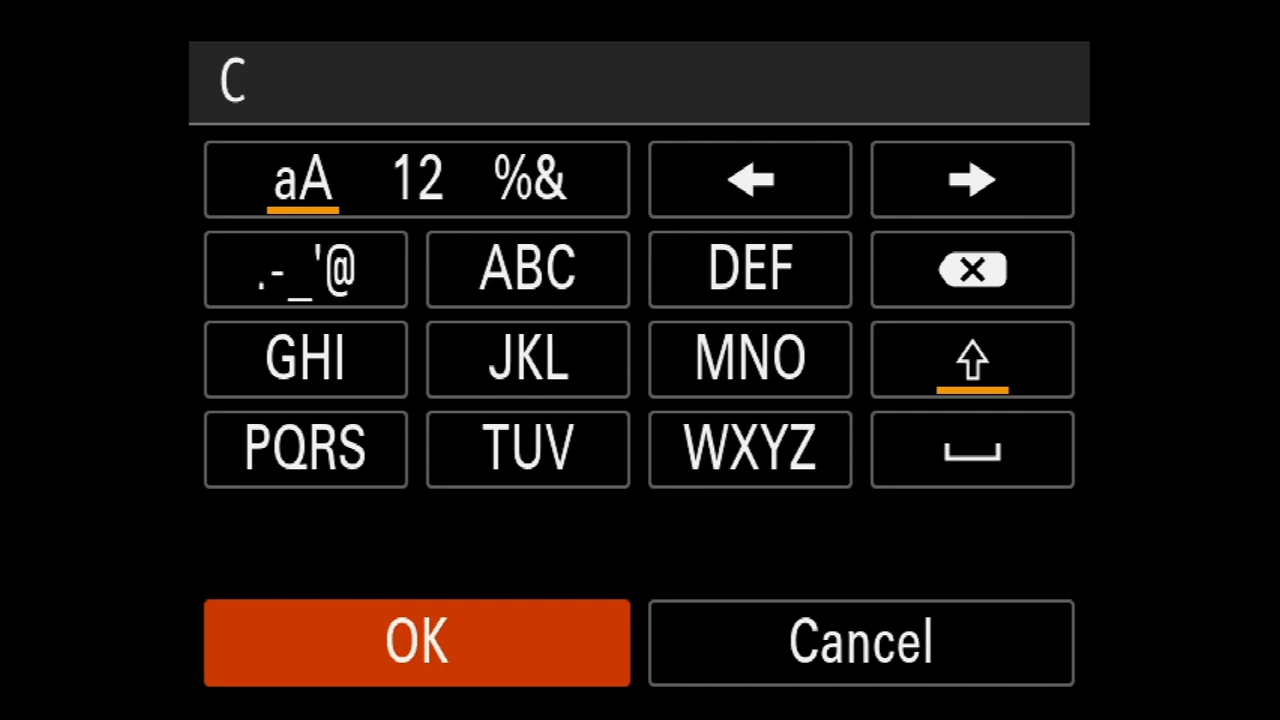 C
aA 12 %&
.-_'@ ABC DEF
GHI JKL MNO
PQRS TUV WXYZ
OK Cancel